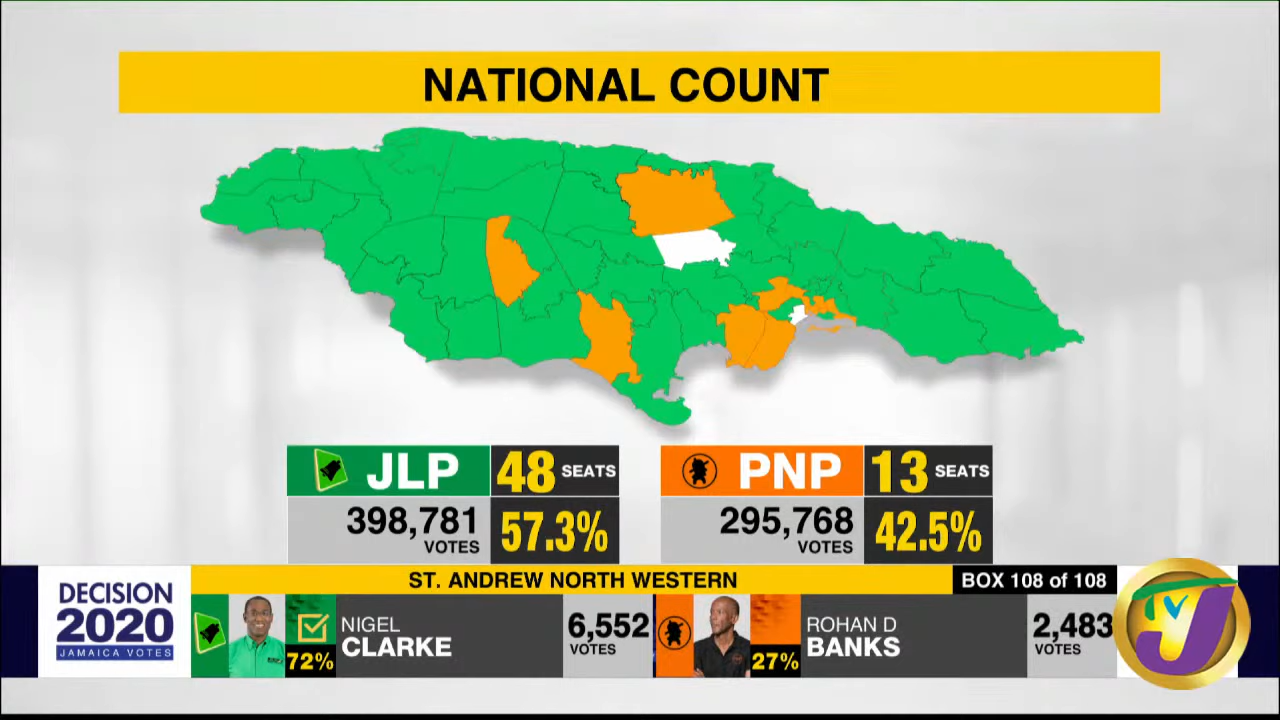 NATIONAL COUNT
JLP 48 SEATS
398,781 VOTES 57.3%
PNP 13 SEATS
295,768 VOTES 42.5%
DECISION
2020
JAMAICA VOTES
ST. ANDREW NORTH WESTERN
BOX 108 of 108
72%
NIGEL
CLARKE
6,552
VOTES
27%
ROHAN D
BANKS
2,483
VOTES
TVJ